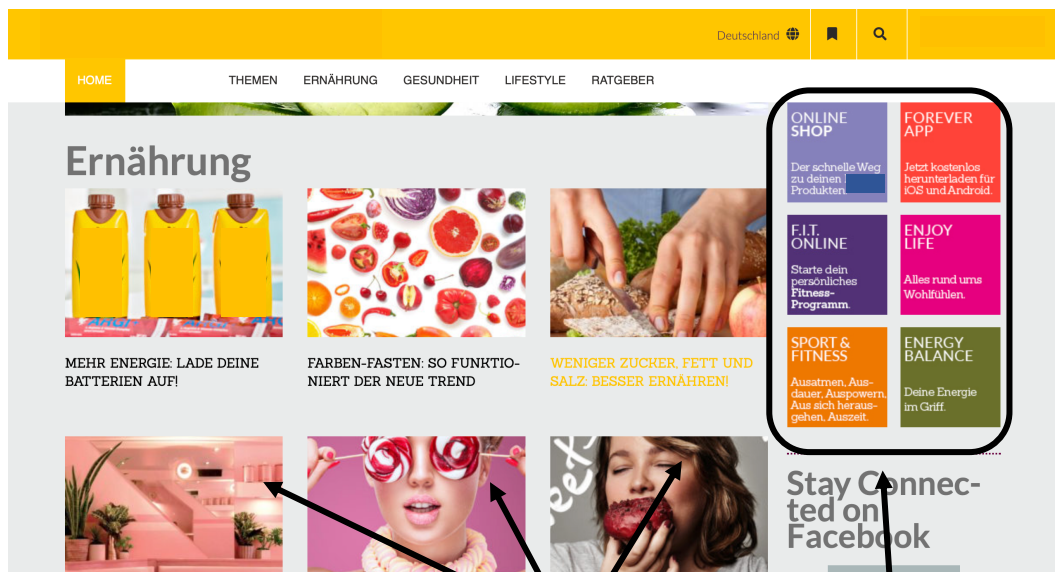 Deutschland
HOME
THEMEN
ERNÄHRUNG
GESUNDHEIT
LIFESTYLE
RATGEBER
Ernährung
MEHR ENERGIE: LADE DEINE
BATTERIEN AUF!
FARBEN-FASTEN: SO FUNKTIO-
NIERT DER NEUE TREND
WENIGER ZUCKER, FETT UND
SALZ: BESSER ERNÄHREN!
ONLINE
SHOP
Der schnelle Weg
zu deinen
Produkten
FOREVER
APP
Jetzt kostenlos
herunterladen für
iOS und Android.
F.I.T.
ONLINE
Starte dein
persönliches
Fitness-
Programm.
ENJOY
LIFE
Alles rund ums
Wohlfühlen.
SPORT &
FITNESS
Ausatmen, Aus-
dauer, Auspowern.
Aus sich heraus-
gehen, Auszeit.
ENERGY
BALANCE
Deine Energie
im Griff.
Stay Connec-
ted on
Facebook